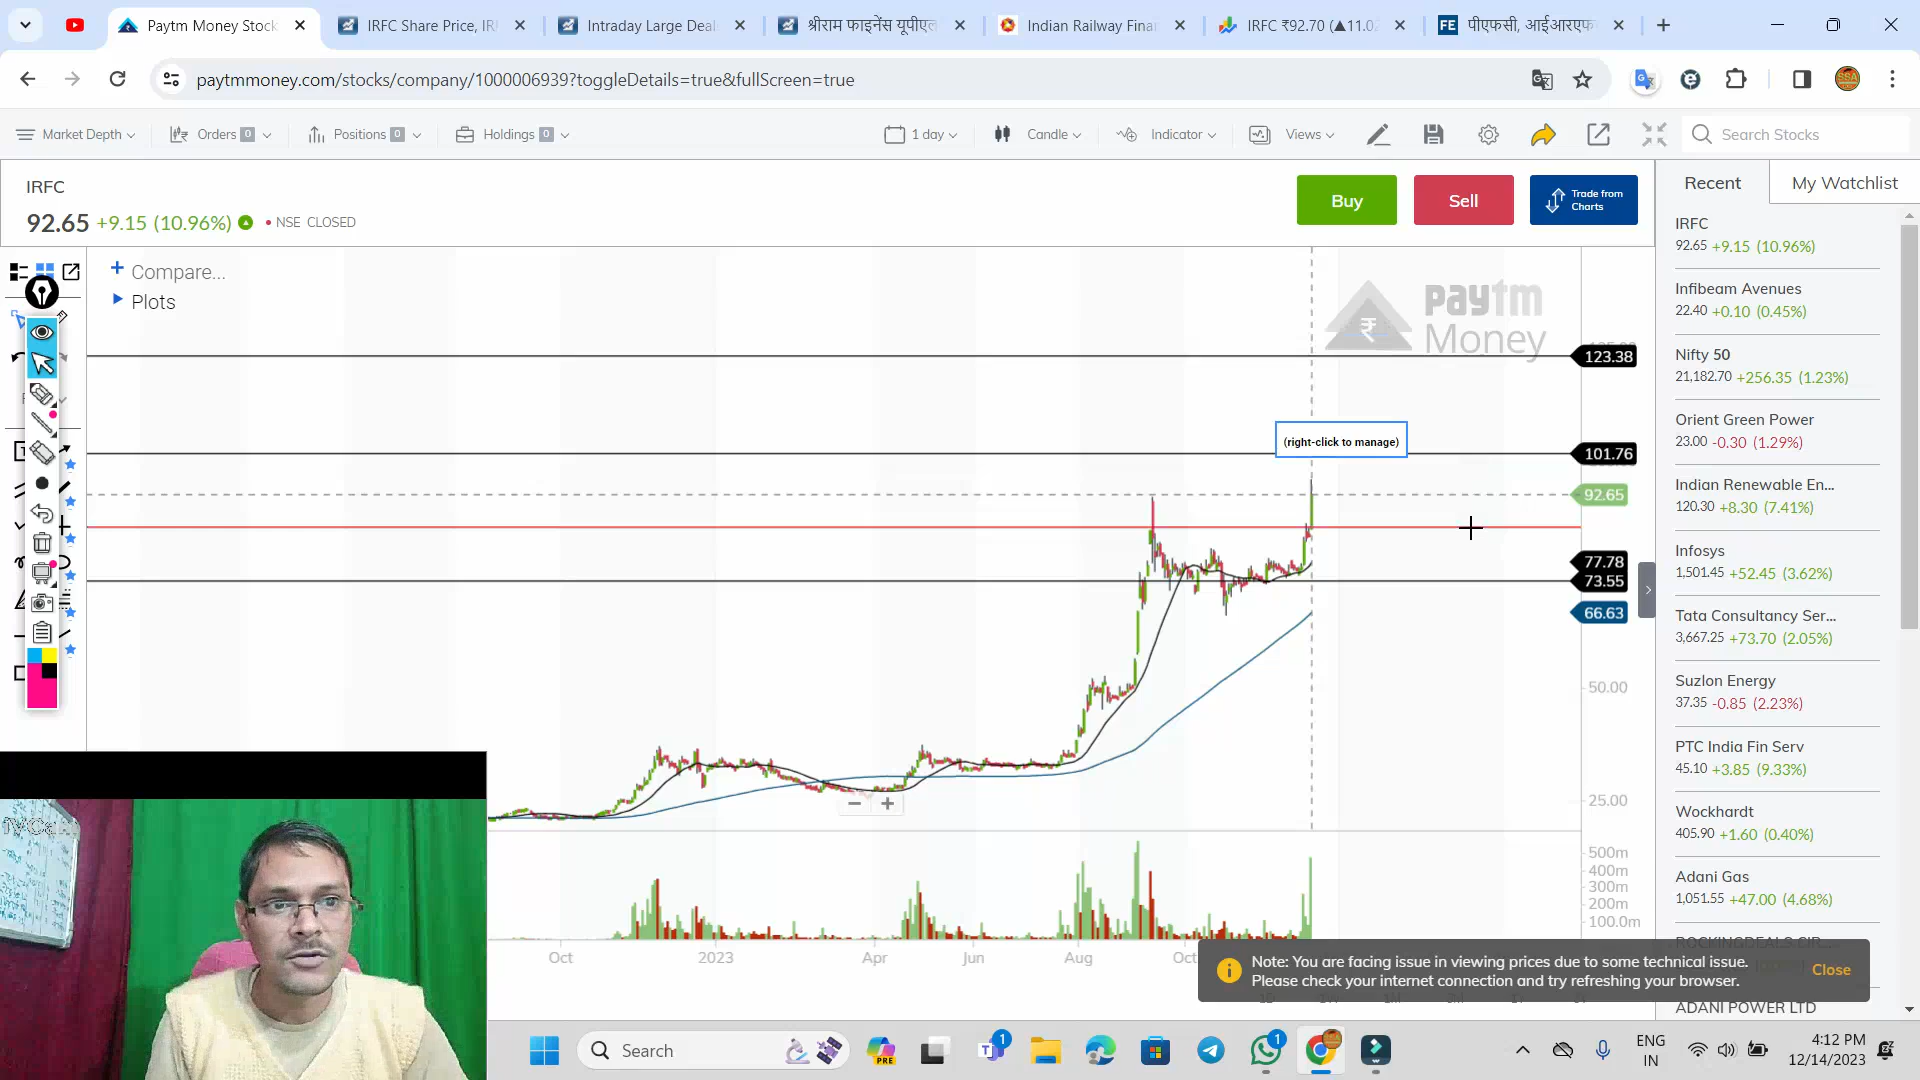 Paytm Money Stock
IRFC Share Price, IR
Intraday Large Deal
श्रीराम फाइनेंस यूपीएल
Indian Railway Finan
IRFC ₹92.70 (▲11.02
FE पीएफसी, आईआरएफ
paytmmoney.com/stocks/company/1000006939?toggleDetails=true&fullScreen=true
Market Depth
Orders 0
Positions 0
Holdings 0
1 day
Candle
Indicator
Views
Search Stocks
IRFC
92.65 +9.15 (10.96%)
• NSE CLOSED
Buy
Sell
Trade from
Charts
Recent
My Watchlist
+ Compare...
Plots
paytm
Money
123.38
(right-click to manage)
101.76
92.65
77.78
73.55
66.63
50.00
25.00
500m
400m
300m
200m
100.0m
Oct
2023
Apr
Jun
Aug
Oct
IRFC
92.65 +9.15 (10.96%)
Infibeam Avenues
22.40 +0.10 (0.45%)
Nifty 50
21,182.70 +256.35 (1.23%)
Orient Green Power
23.00 -0.30 (1.29%)
Indian Renewable En...
120.30 +8.30 (7.41%)
Infosys
1,501.45 +52.45 (3.62%)
Tata Consultancy Ser...
3,667.25 +73.70 (2.05%)
Suzlon Energy
37.35 -0.85 (2.23%)
PTC India Fin Serv
45.10 +3.85 (9.33%)
Wockhardt
405.90 +1.60 (0.40%)
Adani Gas
1,051.55 +47.00 (4.68%)
ROCKINGDEALS CIR...
ADANI POWER LTD
Note: You are facing issue in viewing prices due to some technical issue.
Please check your internet connection and try refreshing your browser.
Close
Search
PRE
1
1
ENG
IN
4:12 PM
12/14/2023